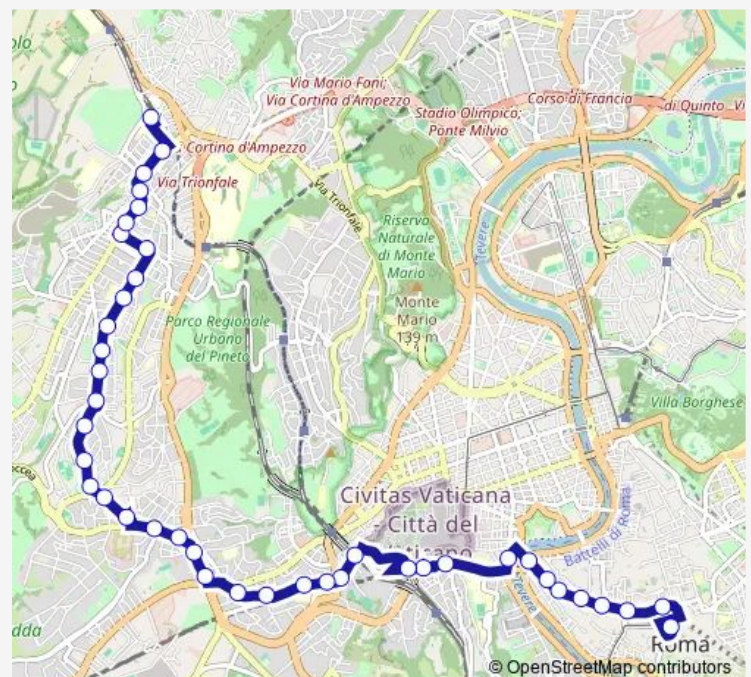 olo
Via Mario Fani;
Via Cortina d'Ampezzo
Corso di Francia
di Quinto
Stadio Olimpico;
Ponte Milvio
Cortina d'Ampezzo
Via Trionfale
Via Trionfale
Riserva
Naturale
di Monte
Mario
Tevere
Monte
Mario
139 m
Parco Regionale
Urbano
del Pineto
Villa Borghese
Civitas Vaticana
- Città del
Vaticano
Battelli di Roma
Tevere
Roma
© OpenStreetMap contributors